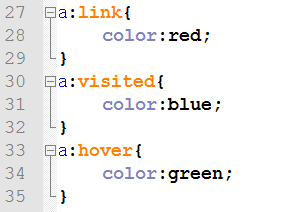 27 a:link{
28 color:red;
29 }
30 a:visited{
31 color:blue;
32 }
33 a:hover{
34 color:green;
35 }